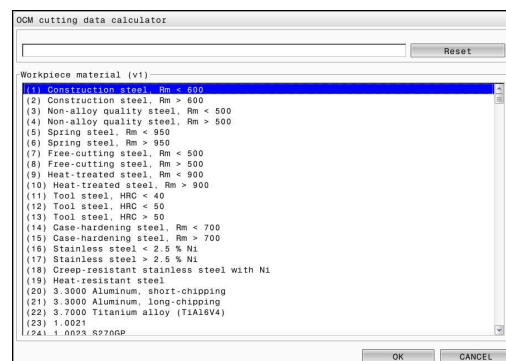 OCM cutting data calculator
Reset
Workpiece material (v1)
(1) Construction steel, Rm < 600
(2) Construction steel, Rm > 600
(3) Non-alloy quality steel, Rm < 500
(4) Non-alloy quality steel, Rm > 500
(5) Spring steel, Rm < 950
(6) Spring steel, Rm > 950
(7) Free-cutting steel, Rm < 500
(8) Free-cutting steel, Rm > 500
(9) Heat-treated steel, Rm < 900
(10) Heat-treated steel, Rm > 900
(11) Tool steel, HRC < 40
(12) Tool steel, HRC < 50
(13) Tool steel, HRC > 50
(14) Case-hardening steel, Rm < 700
(15) Case-hardening steel, Rm > 700
(16) Stainless steel < 2.5 % Ni
(17) Stainless steel > 2.5 % Ni
(18) Creep-resistant stainless steel with Ni
(19) Heat-resistant steel
(20) 3.3000 Aluminum, short-chipping
(21) 3.3000 Aluminum, long-chipping
(22) 3.7000 Titanium alloy (TiAl6V4)
(23) 1.0021
(24) 1.0023 S270GP
OK CANCEL